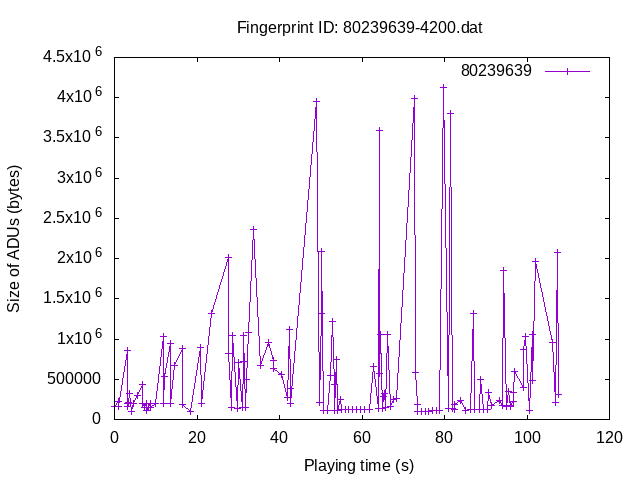 Fingerprint ID: 80239639-4200.dat
80239639
Size of ADUs (bytes)
4.5x10^6
4x10^6
3.5x10^6
3x10^6
2.5x10^6
2x10^6
1.5x10^6
1x10^6
500000
0
0 20 40 60 80 100 120
Playing time (s)